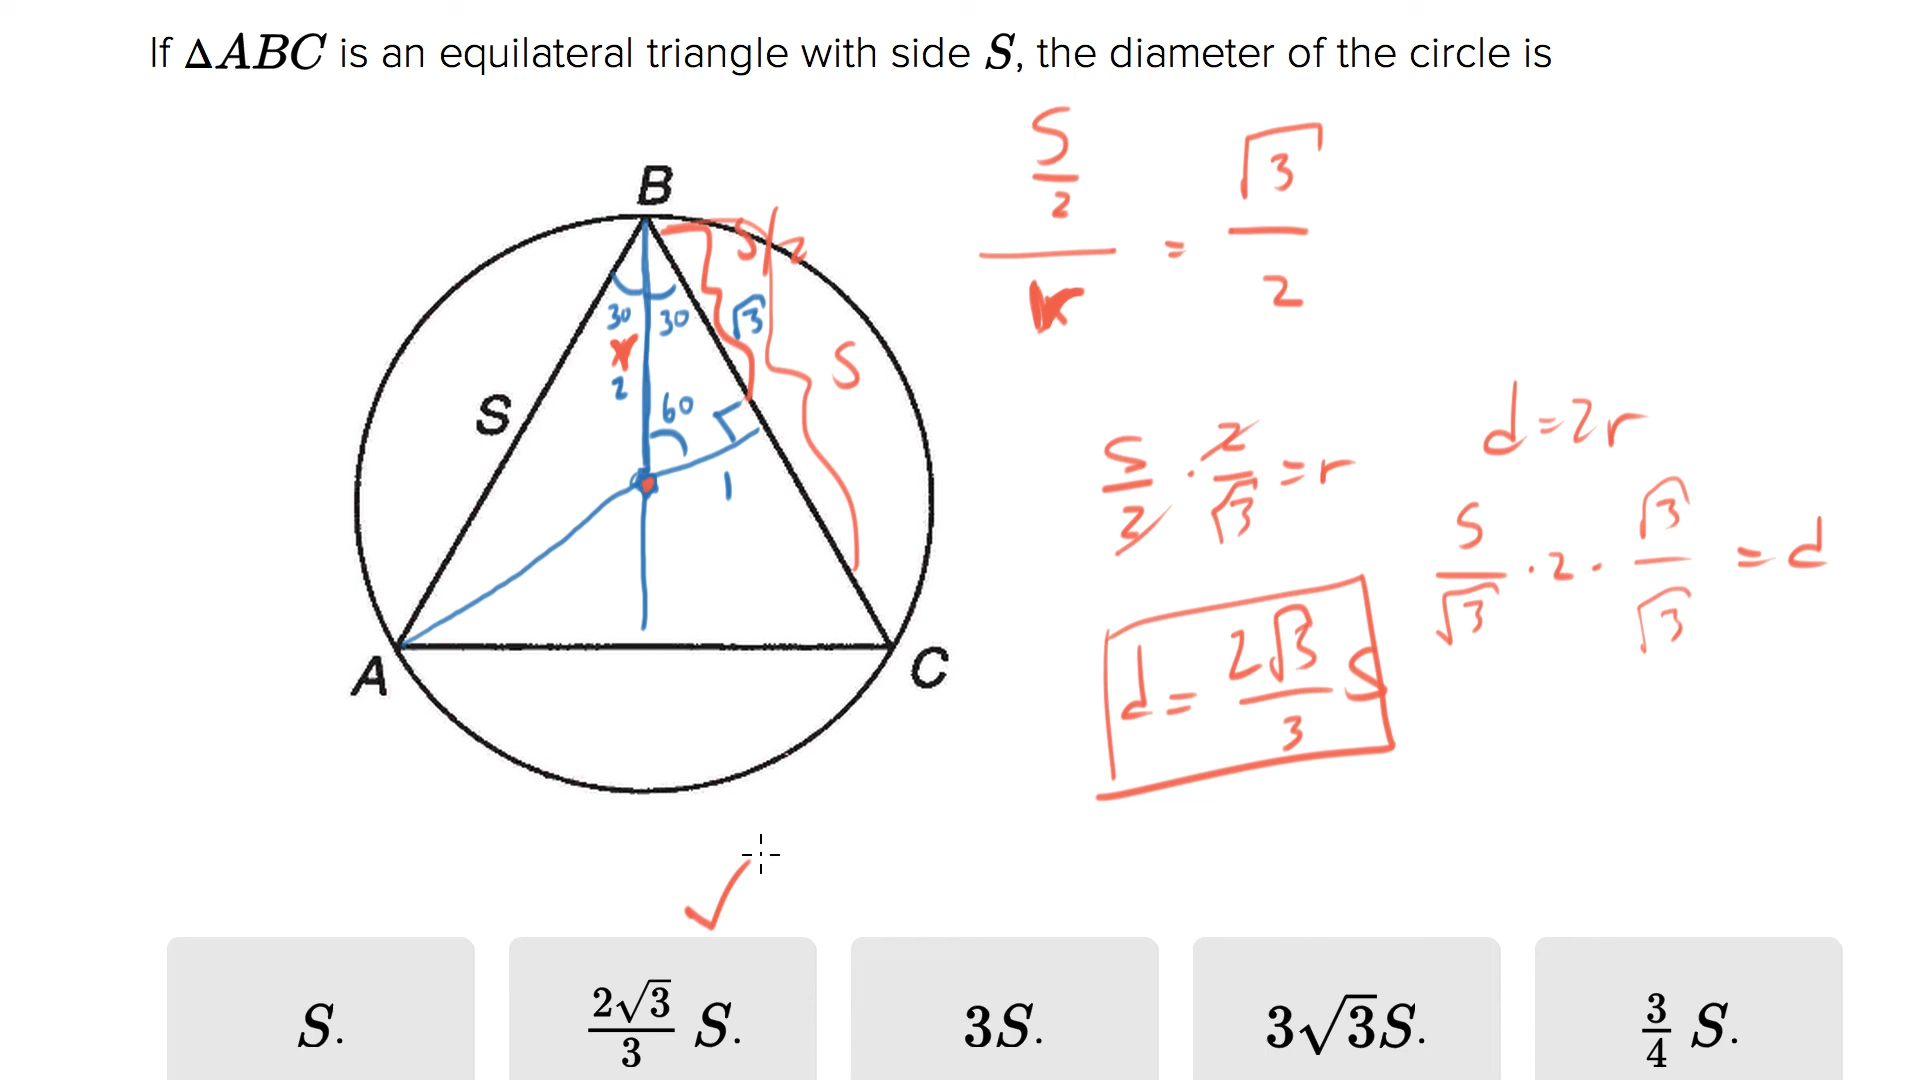 If ΔABC is an equilateral triangle with side S, the diameter of the circle is
B
S/2
30 30
√3
r
2
60
1
S
S
A
C
(S/2)/r = √3/2
S/2 · 2/√3 = r
d = 2r
S/√3 · 2 · √3/√3 = d
d = 2√3/3 S
S.
2√3/3 S.
3S.
3√3S.
3/4 S.